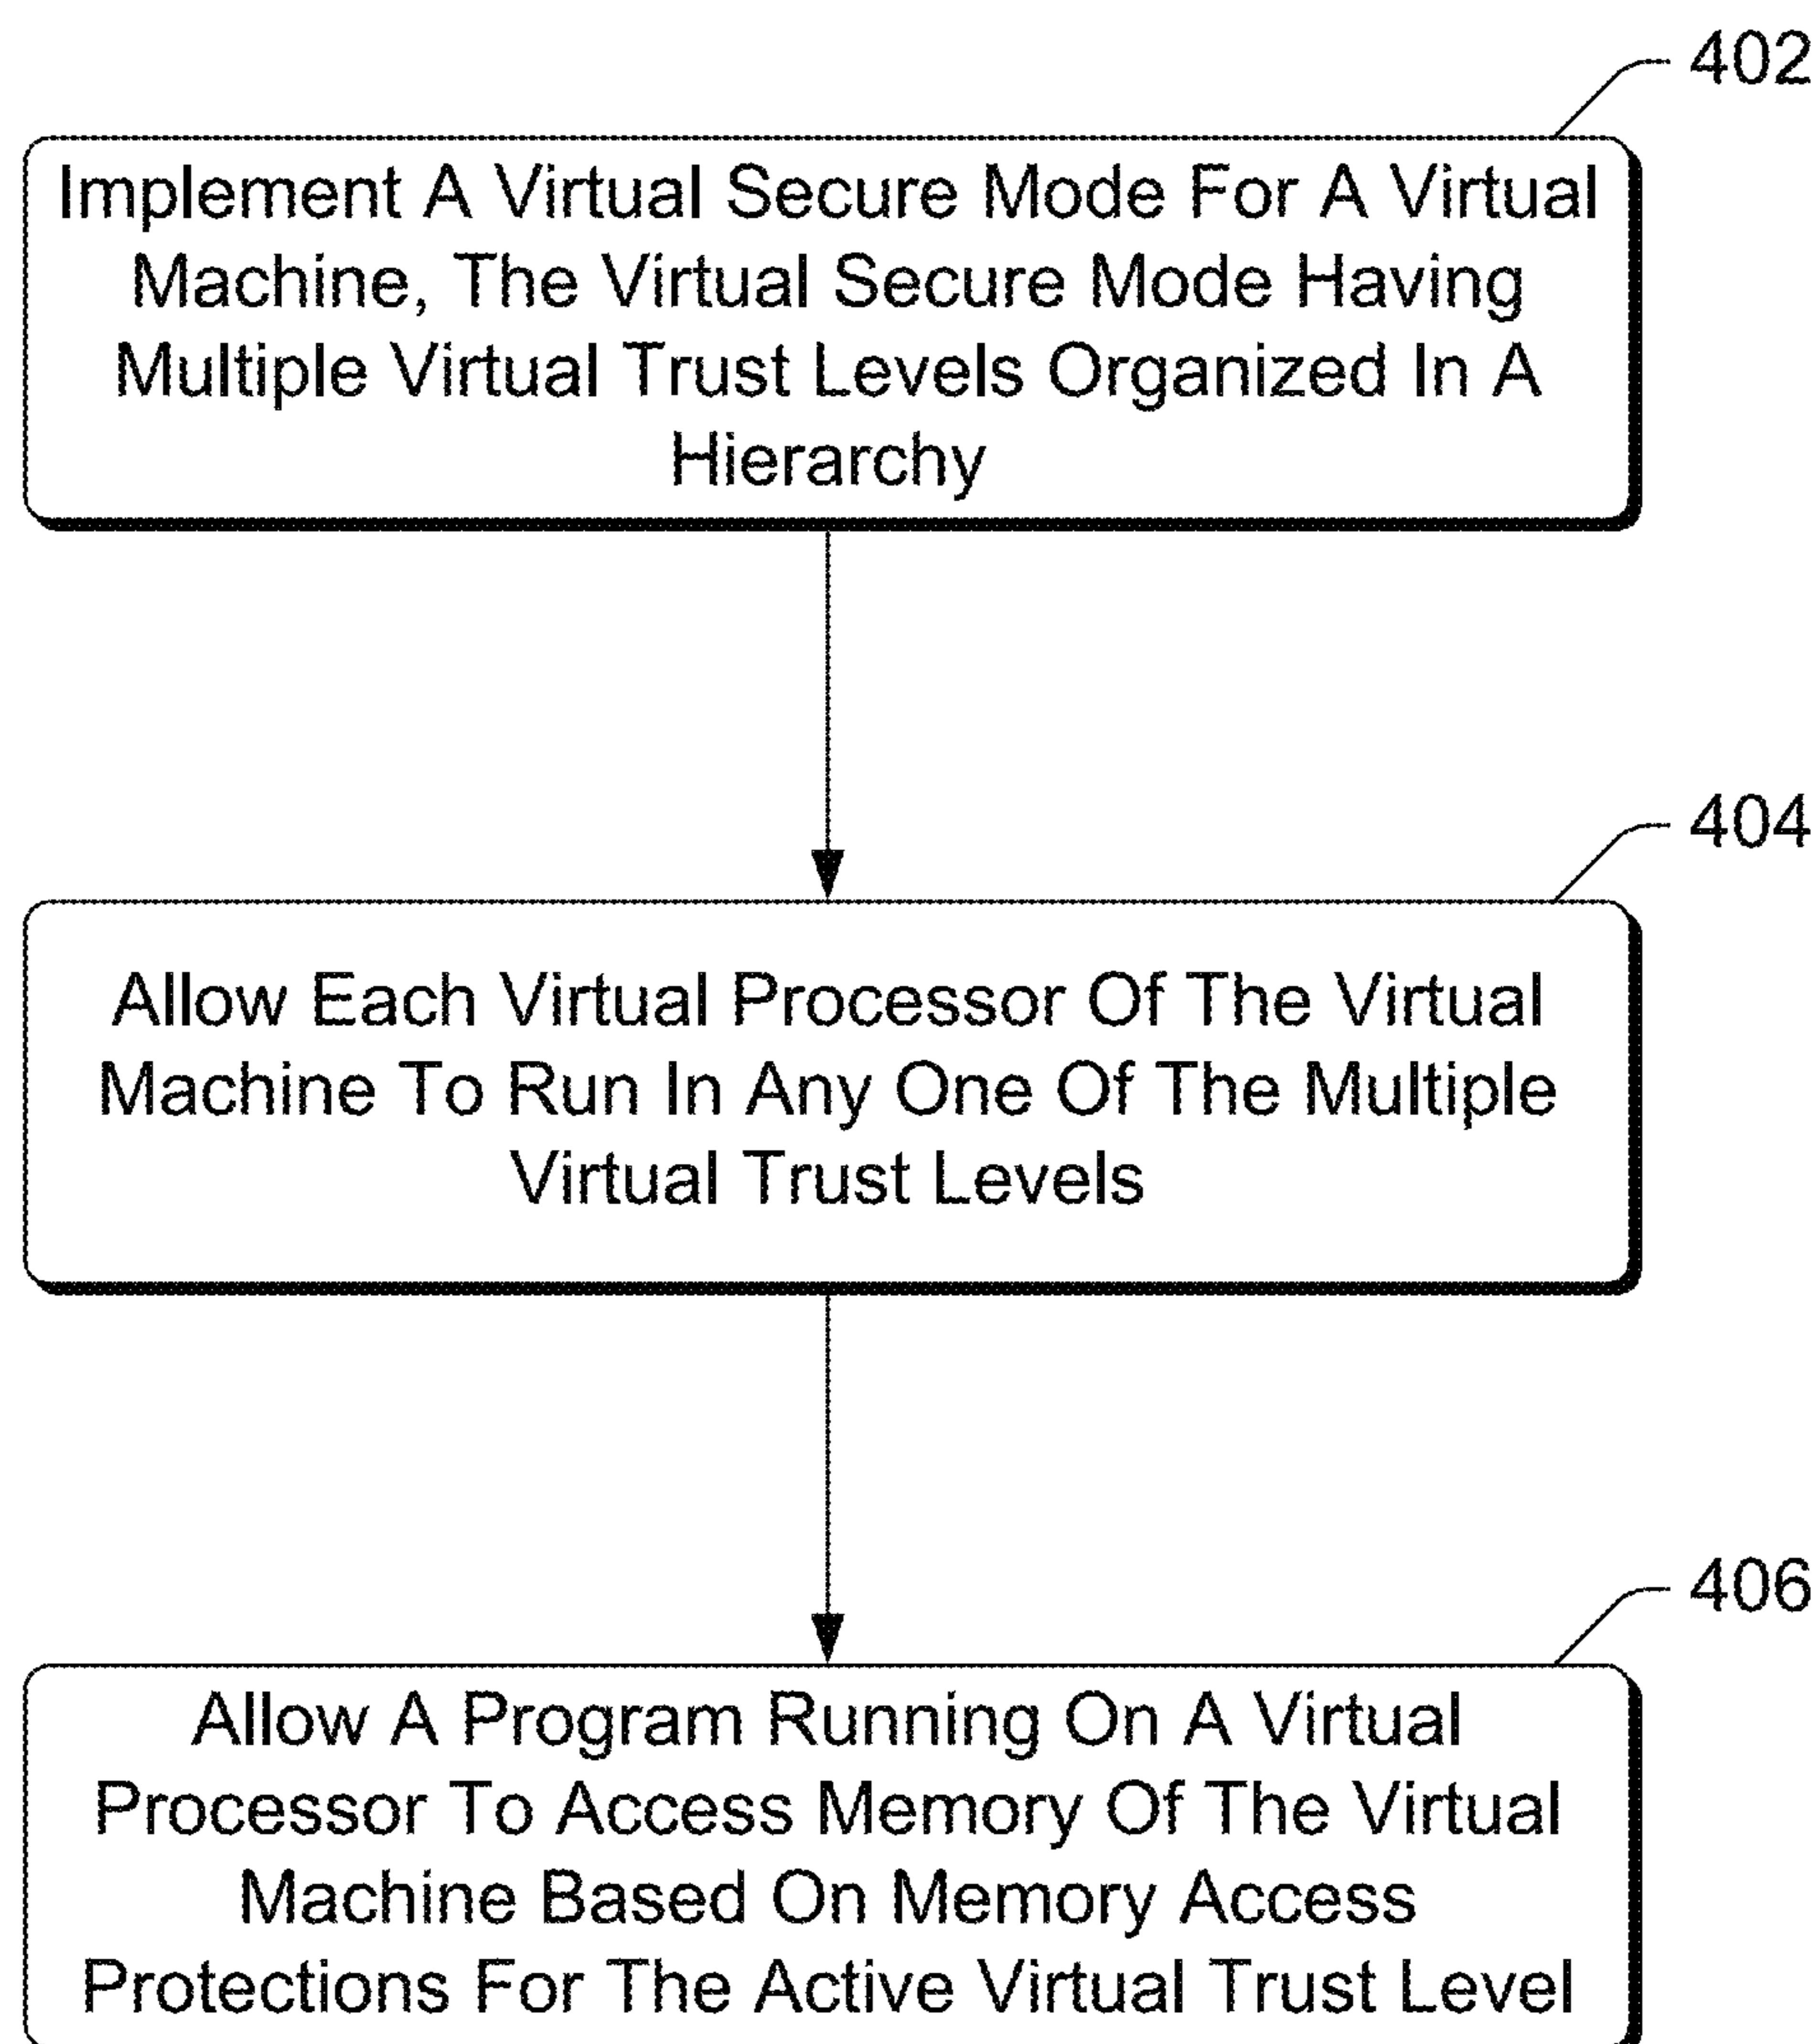 402
Implement A Virtual Secure Mode For A Virtual
Machine, The Virtual Secure Mode Having
Multiple Virtual Trust Levels Organized In A
Hierarchy
404
Allow Each Virtual Processor Of The Virtual
Machine To Run In Any One Of The Multiple
Virtual Trust Levels
406
Allow A Program Running On A Virtual
Processor To Access Memory Of The Virtual
Machine Based On Memory Access
Protections For The Active Virtual Trust Level